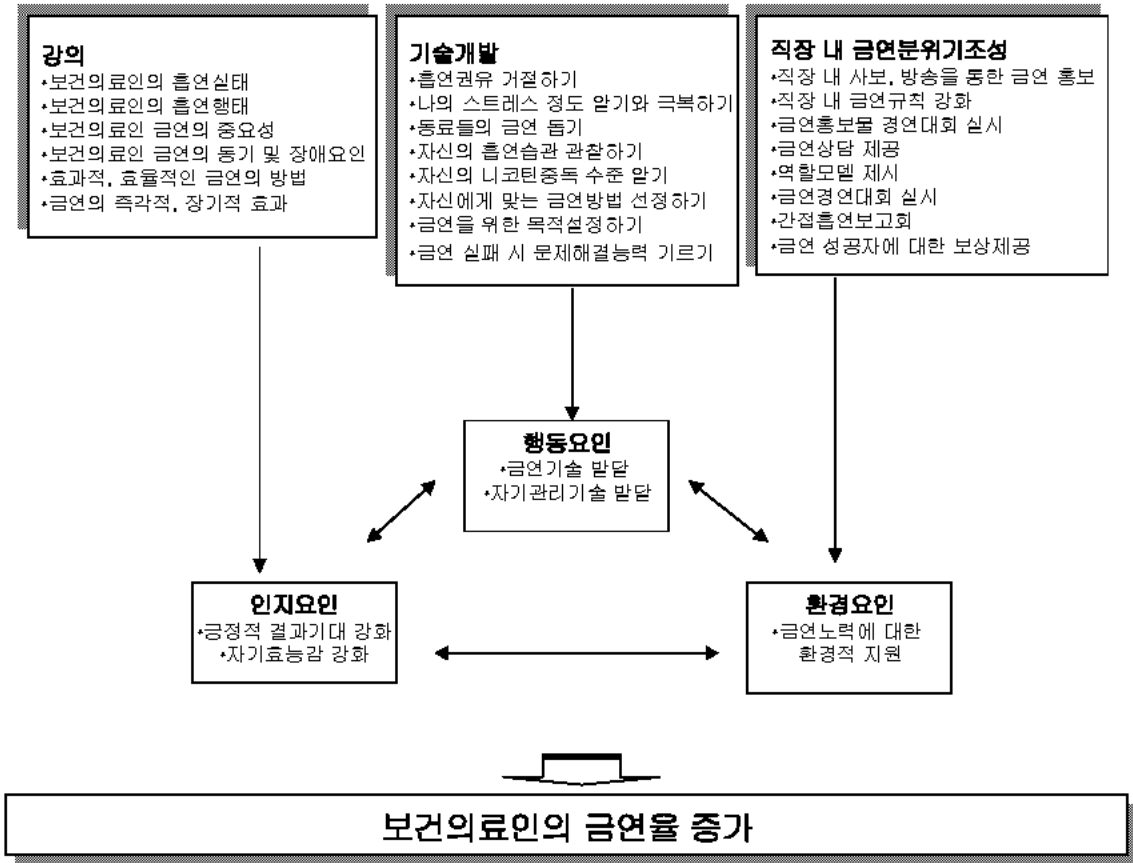 강의
•보건의료인의 흡연실태
•보건의료인의 흡연행태
•보건의료인 금연의 중요성
•보건의료인 금연의 동기 및 장애요인
•효과적, 효율적인 금연의 방법
•금연의 즉각적, 장기적 효과
기술개발
•흡연권유 거절하기
•나의 스트레스 정도 알기와 극복하기
•동료들의 금연 돕기
•자신의 흡연습관 관찰하기
•자신의 니코틴중독 수준 알기
•자신에게 맞는 금연방법 선정하기
•금연을 위한 목적설정하기
•금연 실패 시 문제해결능력 기르기
직장 내 금연분위기조성
•직장 내 사보, 방송을 통한 금연 홍보
•직장 내 금연규칙 강화
•금연홍보물 경연대회 실시
•금연상담 제공
•역할모델 제시
•금연경연대회 실시
•간접흡연보고회
•금연 성공자에 대한 보상제공
행동요인
•금연기술 발달
•자기관리기술 발달
인지요인
•긍정적 결과기대 강화
•자기효능감 강화
환경요인
•금연노력에 대한
환경적 지원
보건의료인의 금연율 증가